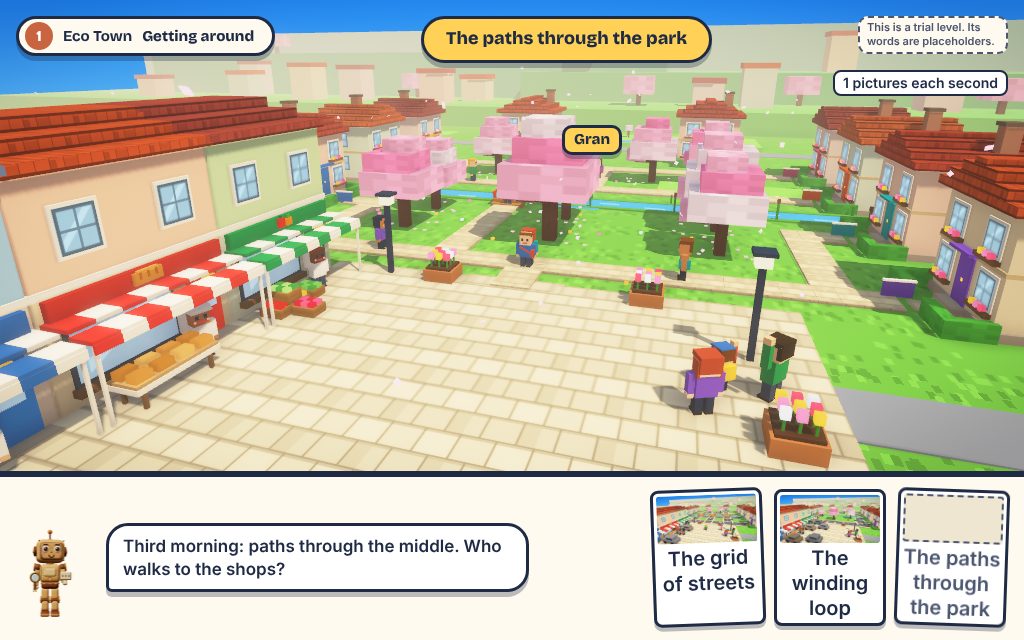 1 Eco Town Getting around
The paths through the park
This is a trial level. Its
words are placeholders.
1 pictures each second
Gran
Third morning: paths through the middle. Who
walks to the shops?
The grid
of streets
The
winding
loop
The paths
through
the park